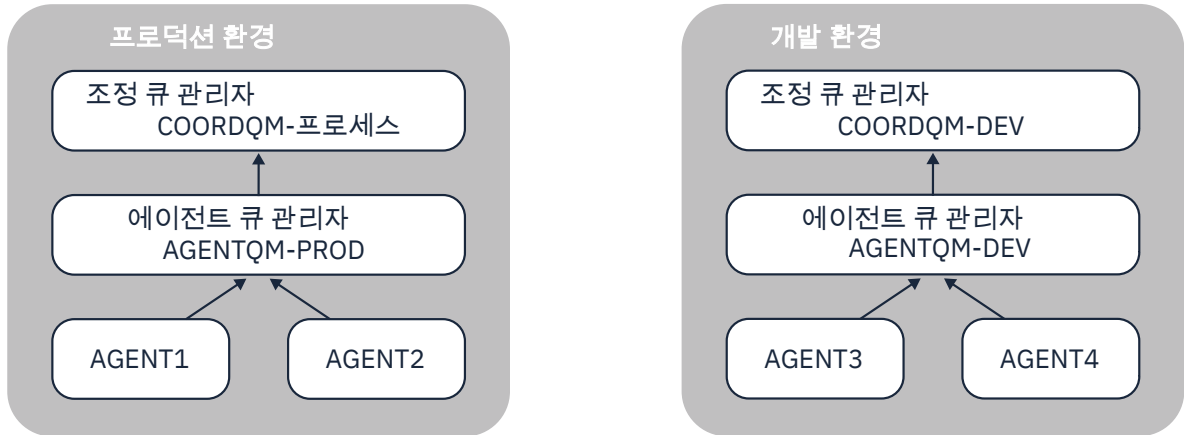 프로덕션 환경
조정 큐 관리자
COORDQM-프로세스
에이전트 큐 관리자
AGENTQM-PROD
AGENT1
AGENT2
개발 환경
조정 큐 관리자
COORDQM-DEV
에이전트 큐 관리자
AGENTQM-DEV
AGENT3
AGENT4